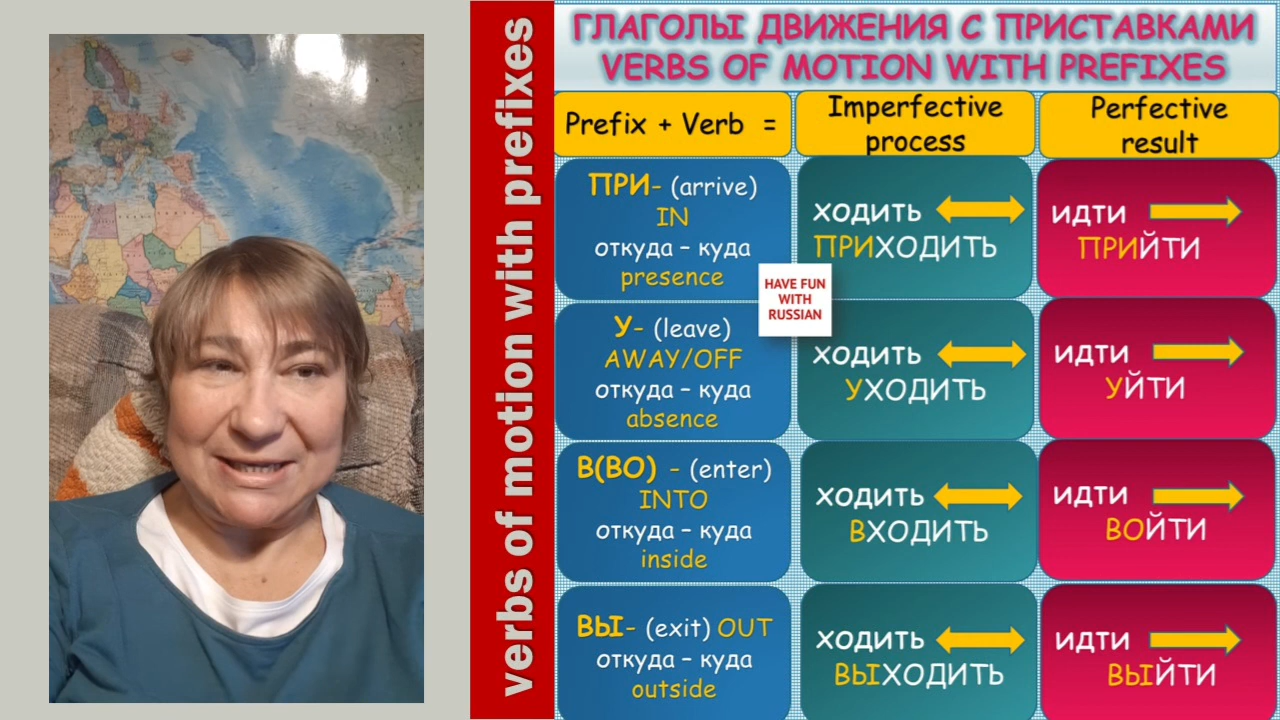 verbs of motion with prefixes
ГЛАГОЛЫ ДВИЖЕНИЯ С ПРИСТАВКАМИ
VERBS OF MOTION WITH PREFIXES
Prefix + Verb =
Imperfective
process
Perfective
result
ПРИ- (arrive)
IN
откуда – куда
presence
ходить
ПРИХОДИТЬ
идти
ПРИЙТИ
HAVE FUN
WITH
RUSSIAN
У- (leave)
AWAY/OFF
откуда – куда
absence
ходить
УХОДИТЬ
идти
УЙТИ
В(ВО) - (enter)
INTO
откуда – куда
inside
ходить
ВХОДИТЬ
идти
ВОЙТИ
ВЫ- (exit) OUT
откуда – куда
outside
ходить
ВЫХОДИТЬ
идти
ВЫЙТИ